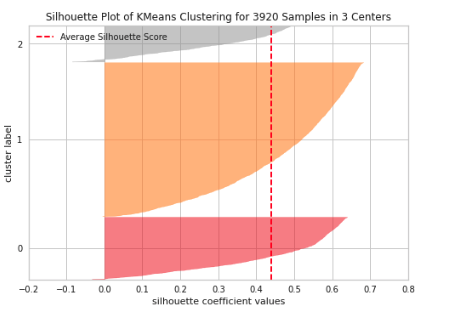 Silhouette Plot of KMeans Clustering for 3920 Samples in 3 Centers
Average Silhouette Score
2
1
0
cluster label
−0.2 −0.1 0.0 0.1 0.2 0.3 0.4 0.5 0.6 0.7 0.8
silhouette coefficient values